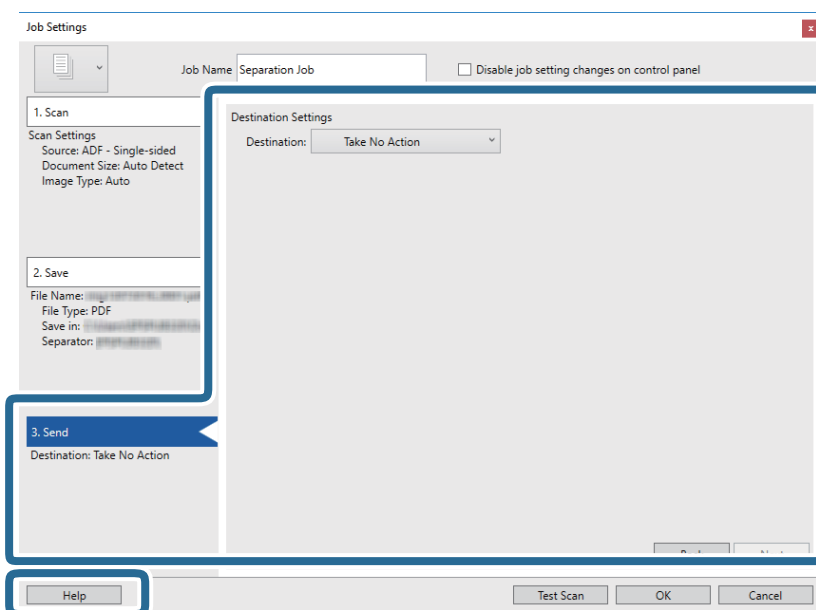 Job Settings
Job Name Separation Job
Disable job setting changes on control panel
1. Scan
Scan Settings
Source: ADF - Single-sided
Document Size: Auto Detect
Image Type: Auto
2. Save
File Name:
File Type: PDF
Save in:
Separator:
3. Send
Destination: Take No Action
Destination Settings
Destination: Take No Action
Help
Test Scan
OK
Cancel